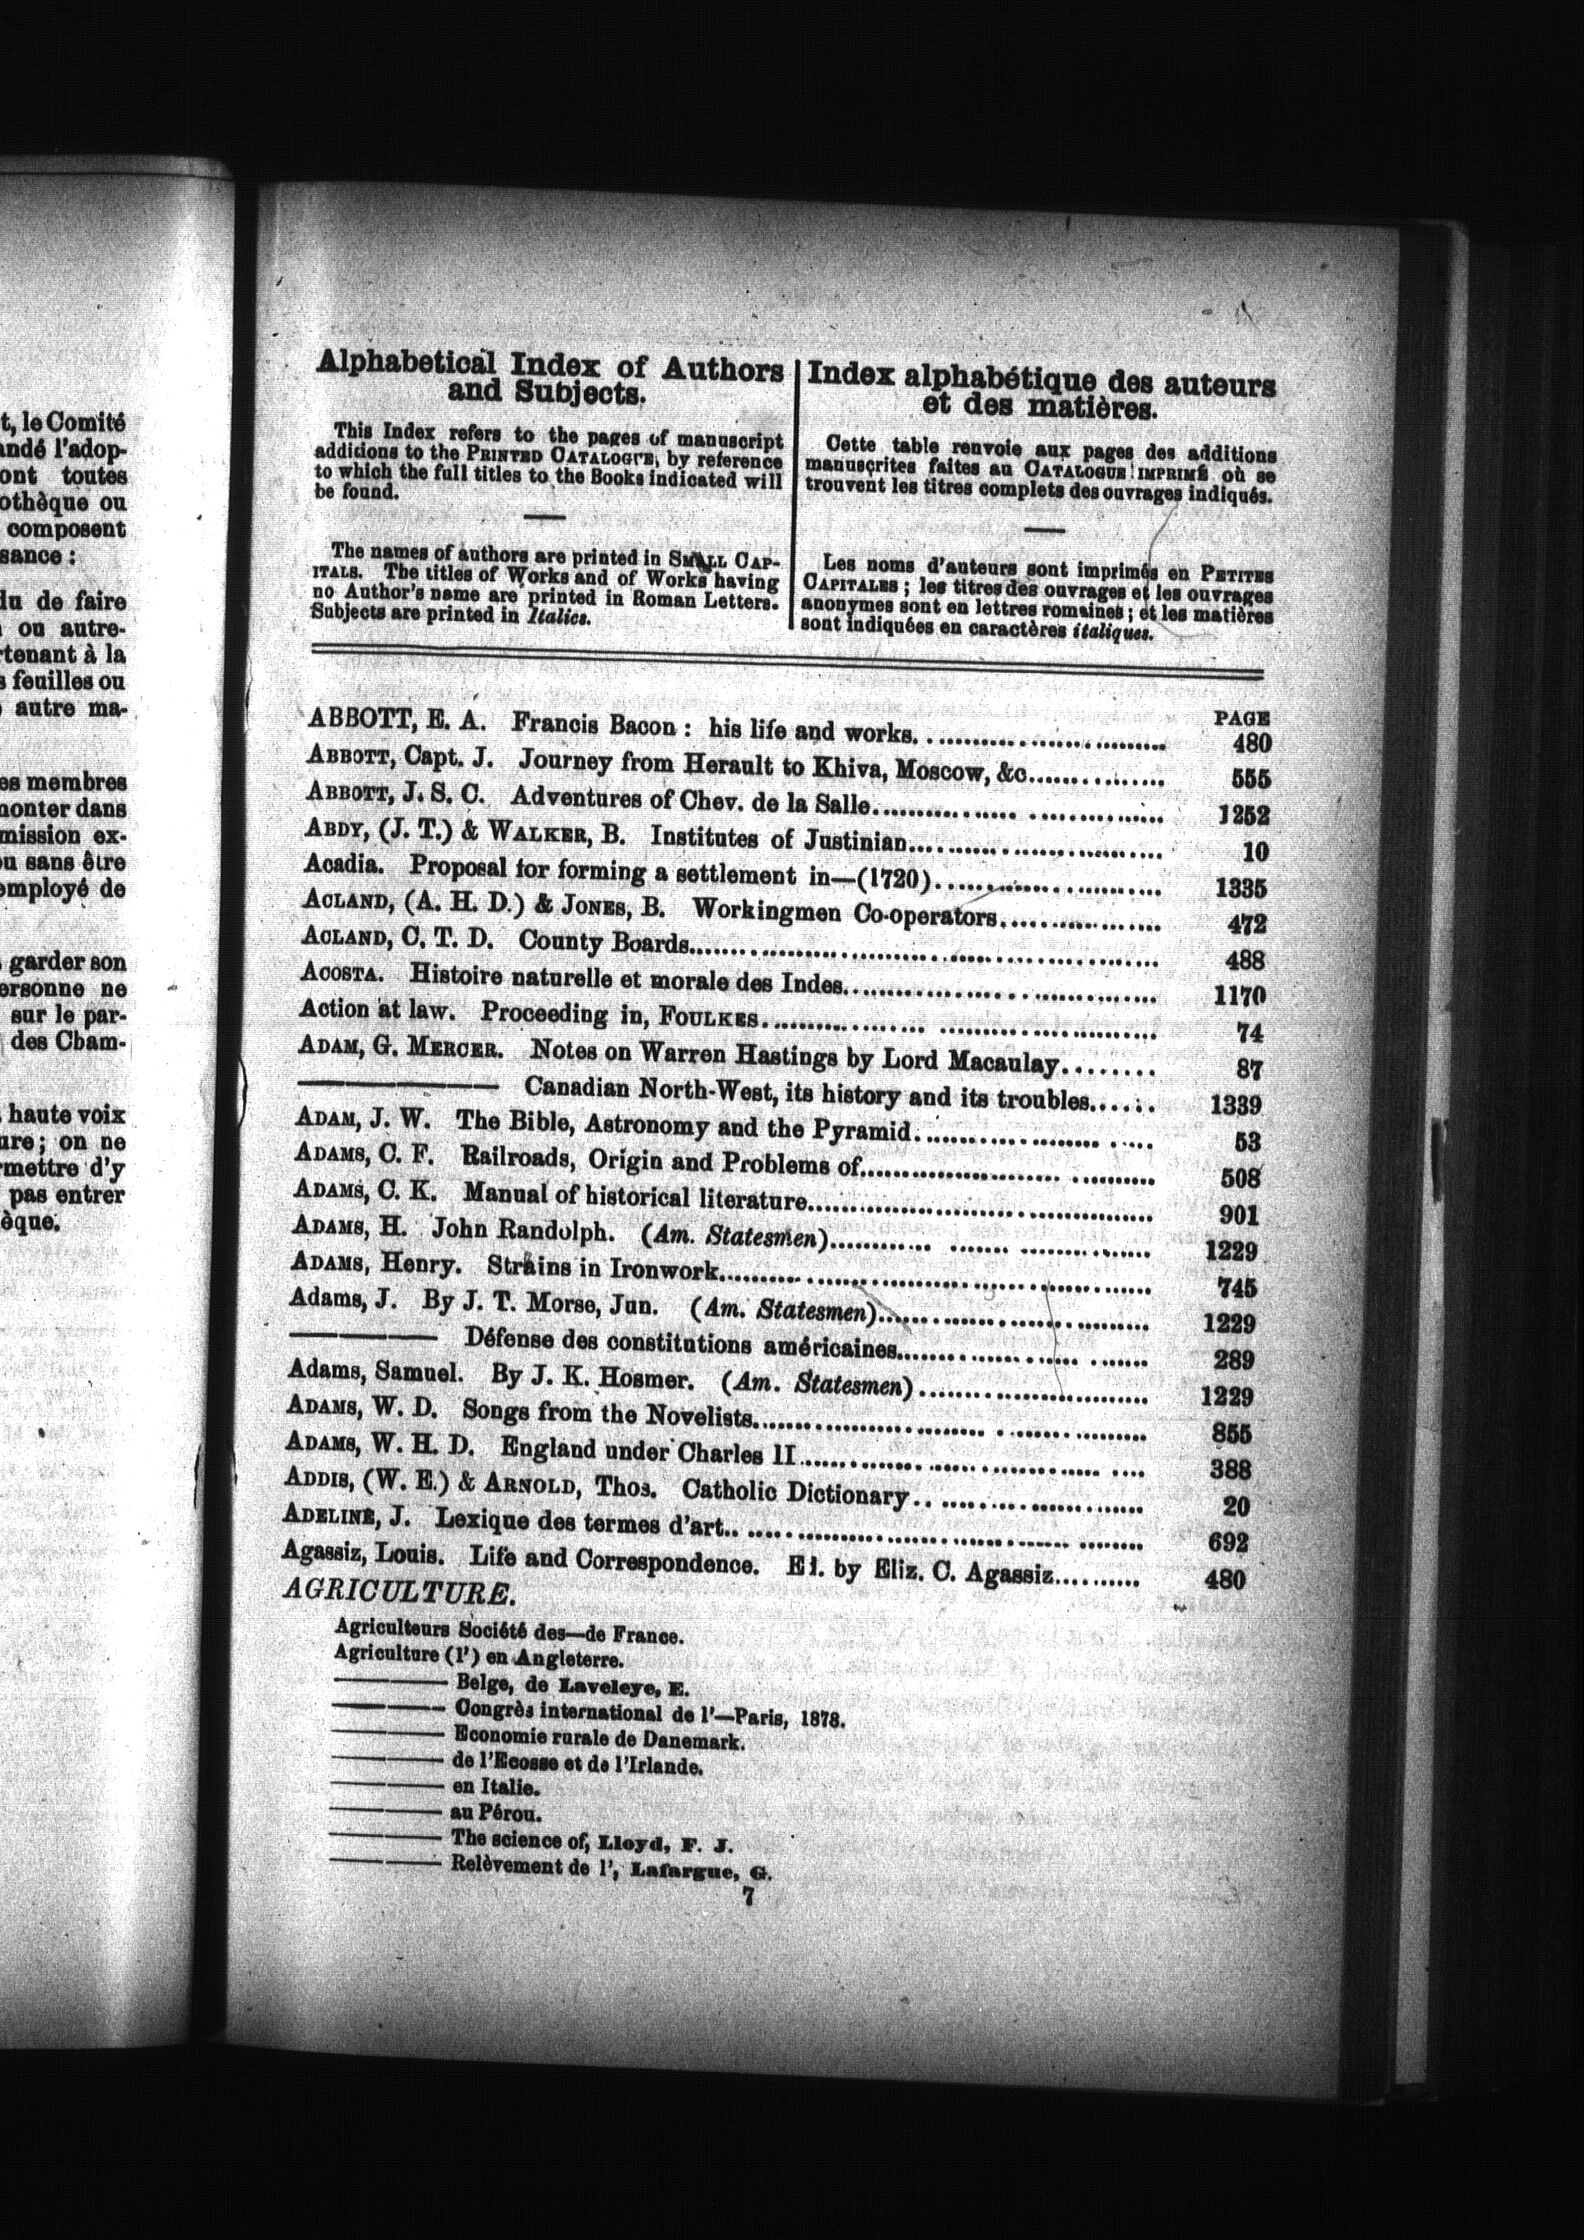 t, le Comité
andé l'adop-
ont toutes
othèque ou
composent
sance :
du de faire
ou autre-
rtenant à la
s feuilles ou
autre ma-
es membres
monter dans
mission ex-
ou sans être
employé de
garder son
ersonne ne
sur le par-
des Cham-
haute voix
ure; on ne
rmettre d'y
pas entrer
èque.
Alphabetical Index of Authors
and Subjects.
This Index refers to the pages of manuscript
additions to the PRINTED CATALOGUE, by reference
to which the full titles to the Books indicated will
be found.
The names of authors are printed in SMALL CAP-
ITALS. The titles of Works and of Works having
no Author's name are printed in Roman Letters.
Subjects are printed in Italics.
Index alphabétique des auteurs
et des matières.
Cette table renvoie aux pages des additions
manuscrites faites au CATALOGUE IMPRIMÉ où se
trouvent les titres complets des ouvrages indiqués.
Les noms d'auteurs sont imprimés en PETITES
CAPITALES ; les titres des ouvrages et les ouvrages
anonymes sont en lettres romaines ; et les matières
sont indiquées en caractères italiques.
PAGE
ABBOTT, E. A. Francis Bacon : his life and works. 480
ABBOTT, Capt. J. Journey from Herault to Khiva, Moscow, &c. 555
ABBOTT, J. S. C. Adventures of Chev. de la Salle. 1252
ABDY, (J. T.) & WALKER, B. Institutes of Justinian. 10
Acadia. Proposal for forming a settlement in—(1720). 1335
ACLAND, (A. H. D.) & JONES, B. Workingmen Co-operators. 472
ACLAND, C. T. D. County Boards. 488
ACOSTA. Histoire naturelle et morale des Indes. 1170
Action at law. Proceeding in, FOULKES. 74
ADAM, G. MERCER. Notes on Warren Hastings by Lord Macaulay. 87
———— Canadian North-West, its history and its troubles. 1339
ADAM, J. W. The Bible, Astronomy and the Pyramid. 53
ADAMS, C. F. Railroads, Origin and Problems of. 508
ADAMS, C. K. Manual of historical literature. 901
ADAMS, H. John Randolph. (Am. Statesmen). 1229
ADAMS, Henry. Strains in Ironwork. 745
Adams, J. By J. T. Morse, Jun. (Am. Statesmen). 1229
——— Défense des constitutions américaines. 289
Adams, Samuel. By J. K. Hosmer. (Am. Statesmen). 1229
ADAMS, W. D. Songs from the Novelists. 855
ADAMS, W. H. D. England under Charles II. 388
ADDIS, (W. E.) & ARNOLD, Thos. Catholic Dictionary. 20
ADELINE, J. Lexique des termes d'art. 692
Agassiz, Louis. Life and Correspondence. Ed. by Eliz. C. Agassiz. 480
AGRICULTURE.
Agriculteurs Société des—de France.
Agriculture (l') en Angleterre.
—— Belge, de Laveleye, E.
—— Congrès international de l'—Paris, 1878.
—— Economie rurale de Danemark.
—— de l'Ecosse et de l'Irlande.
—— en Italie.
—— au Pérou.
—— The science of, Lloyd, F. J.
—— Relèvement de l', Lafargue, G.
7